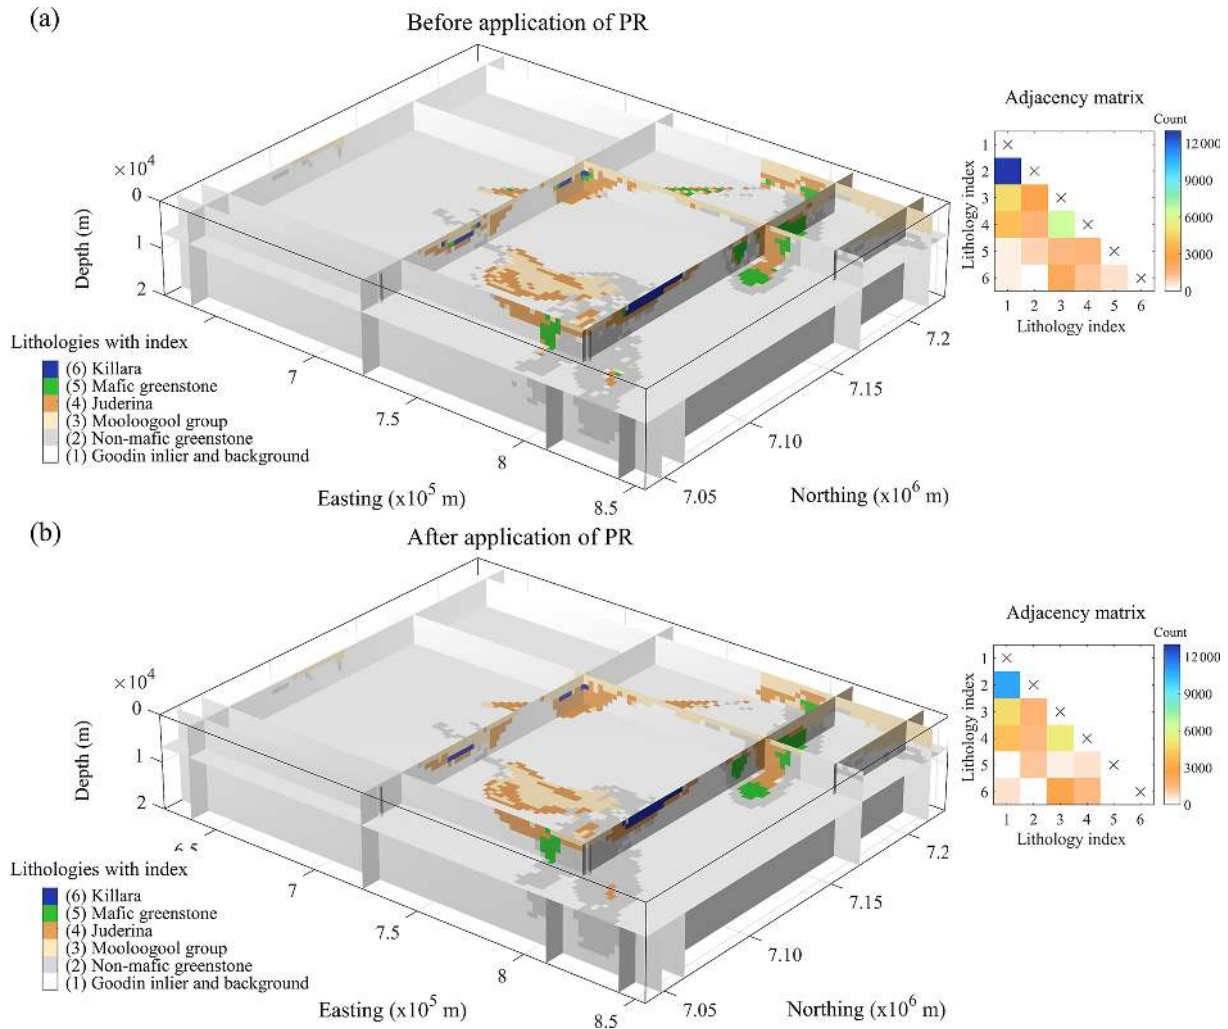 (a)
Before application of PR
Adjacency matrix
Count
12000
9000
6000
3000
0
Lithology index
1
2
3
4
5
6
1 2 3 4 5 6
Lithology index
×10⁴
0
1
2
Depth (m)
7
7.5
8
8.5
Easting (x10⁵ m)
7.05
7.10
7.15
7.2
Northing (x10⁶ m)
Lithologies with index
(6) Killara
(5) Mafic greenstone
(4) Juderina
(3) Mooloogool group
(2) Non-mafic greenstone
(1) Goodin inlier and background
(b)
After application of PR
Adjacency matrix
Count
12000
9000
6000
3000
0
Lithology index
1
2
3
4
5
6
1 2 3 4 5 6
Lithology index
×10⁴
0
1
2
Depth (m)
6.5
7
7.5
8
8.5
Easting (x10⁵ m)
7.05
7.10
7.15
7.2
Northing (x10⁶ m)
Lithologies with index
(6) Killara
(5) Mafic greenstone
(4) Juderina
(3) Mooloogool group
(2) Non-mafic greenstone
(1) Goodin inlier and background